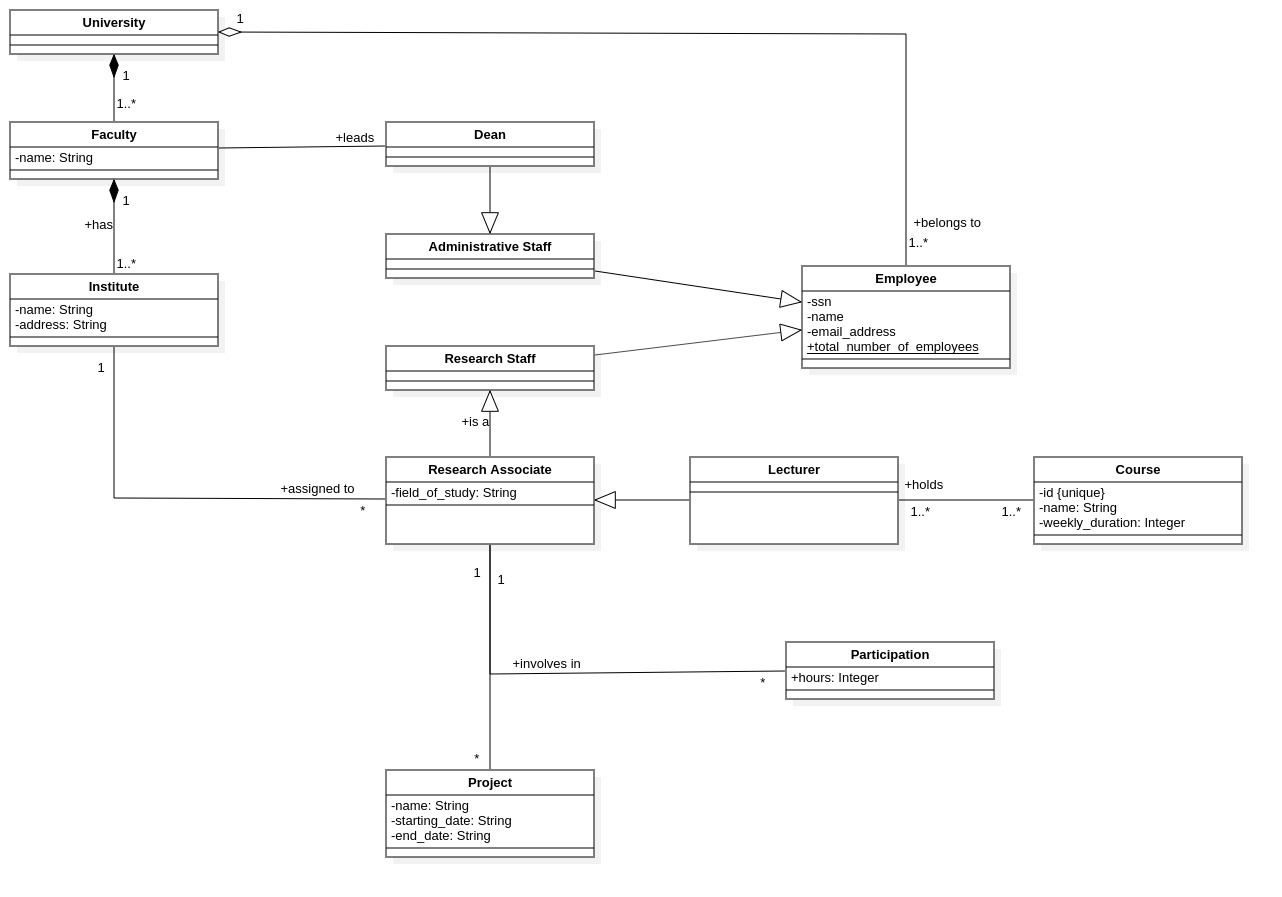 University
1
1
1..*
Faculty
-name: String
+leads
Dean
1
+has
1..*
Administrative Staff
+belongs to
1..*
Institute
-name: String
-address: String
Employee
-ssn
-name
-email_address
+total_number_of_employees
Research Staff
1
+is a
Research Associate
-field_of_study: String
+assigned to
*
Lecturer
+holds
1..*
1..*
Course
-id {unique}
-name: String
-weekly_duration: Integer
1
1
+involves in
*
Participation
+hours: Integer
*
Project
-name: String
-starting_date: String
-end_date: String